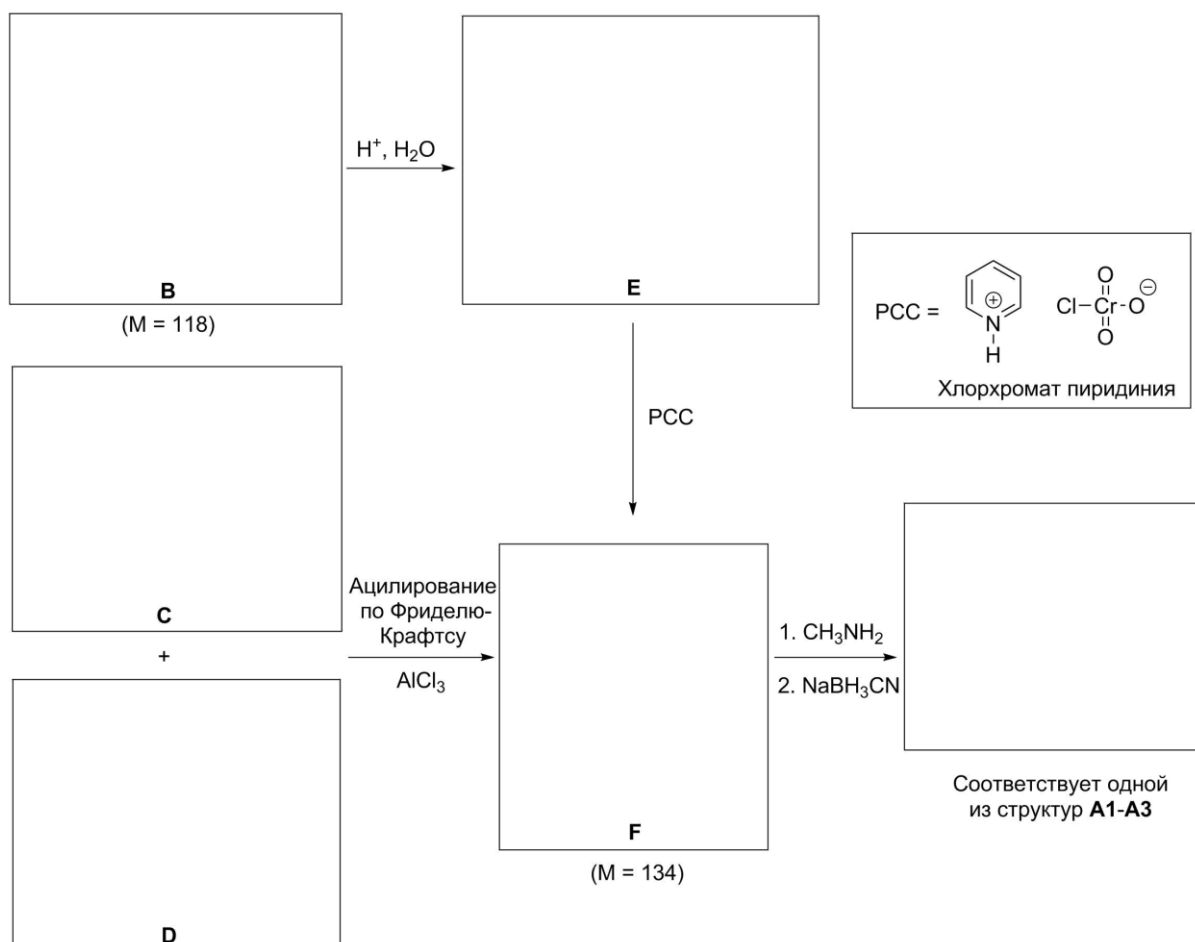 H⁺, H₂O
B
(M = 118)
E
PCC =
N
H
⊕
O
Cl
Cr
O
⊖
O
Хлорхромат пиридиния
PCC
C
+
D
Ацилирование
по Фриделю-
Крафтсу
AlCl₃
F
(M = 134)
1. CH₃NH₂
2. NaBH₃CN
Соответствует одной
из структур A1-A3